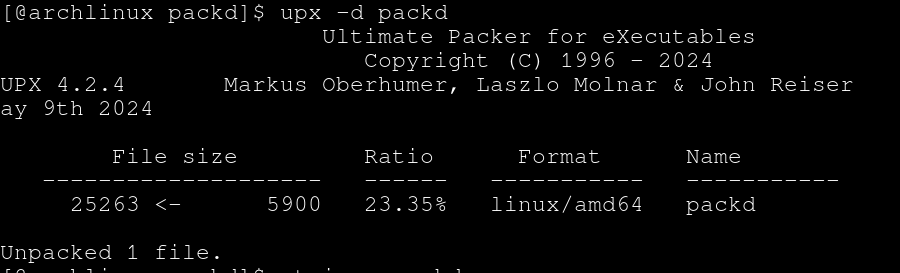 [@archlinux packd]$ upx -d packd
Ultimate Packer for eXecutables
Copyright (C) 1996 - 2024
UPX 4.2.4 Markus Oberhumer, Laszlo Molnar & John Reiser
ay 9th 2024
File size Ratio Format Name
-------------------- ------ ----------- -----------
25263 <- 5900 23.35% linux/amd64 packd
Unpacked 1 file.